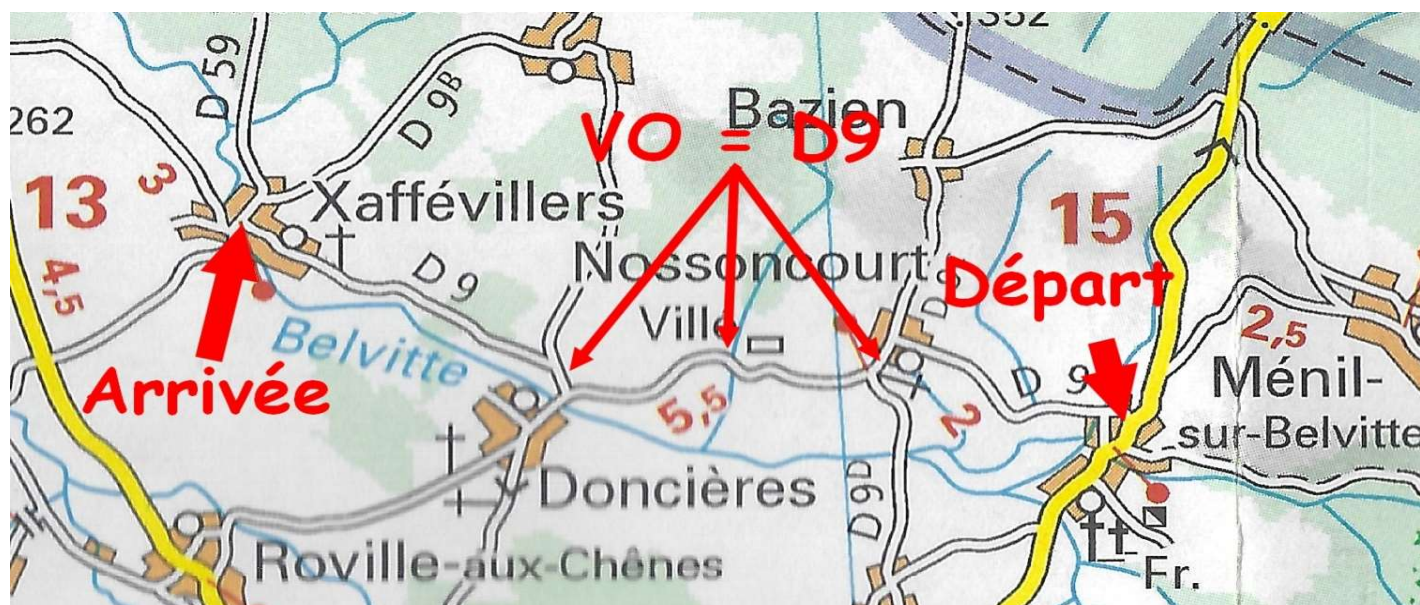 352
D 59
D 9B
262
Bazien
VO = D9
3
13
Xaffévillers
15
D 9
Nossoncourt
Départ
4,5
Ville
Belvitte
2,5
Arrivée
D 9
Ménil-
5,5
2
sur-Belvitte
Doncières
D 9D
Roville-aux-Chênes
Fr.